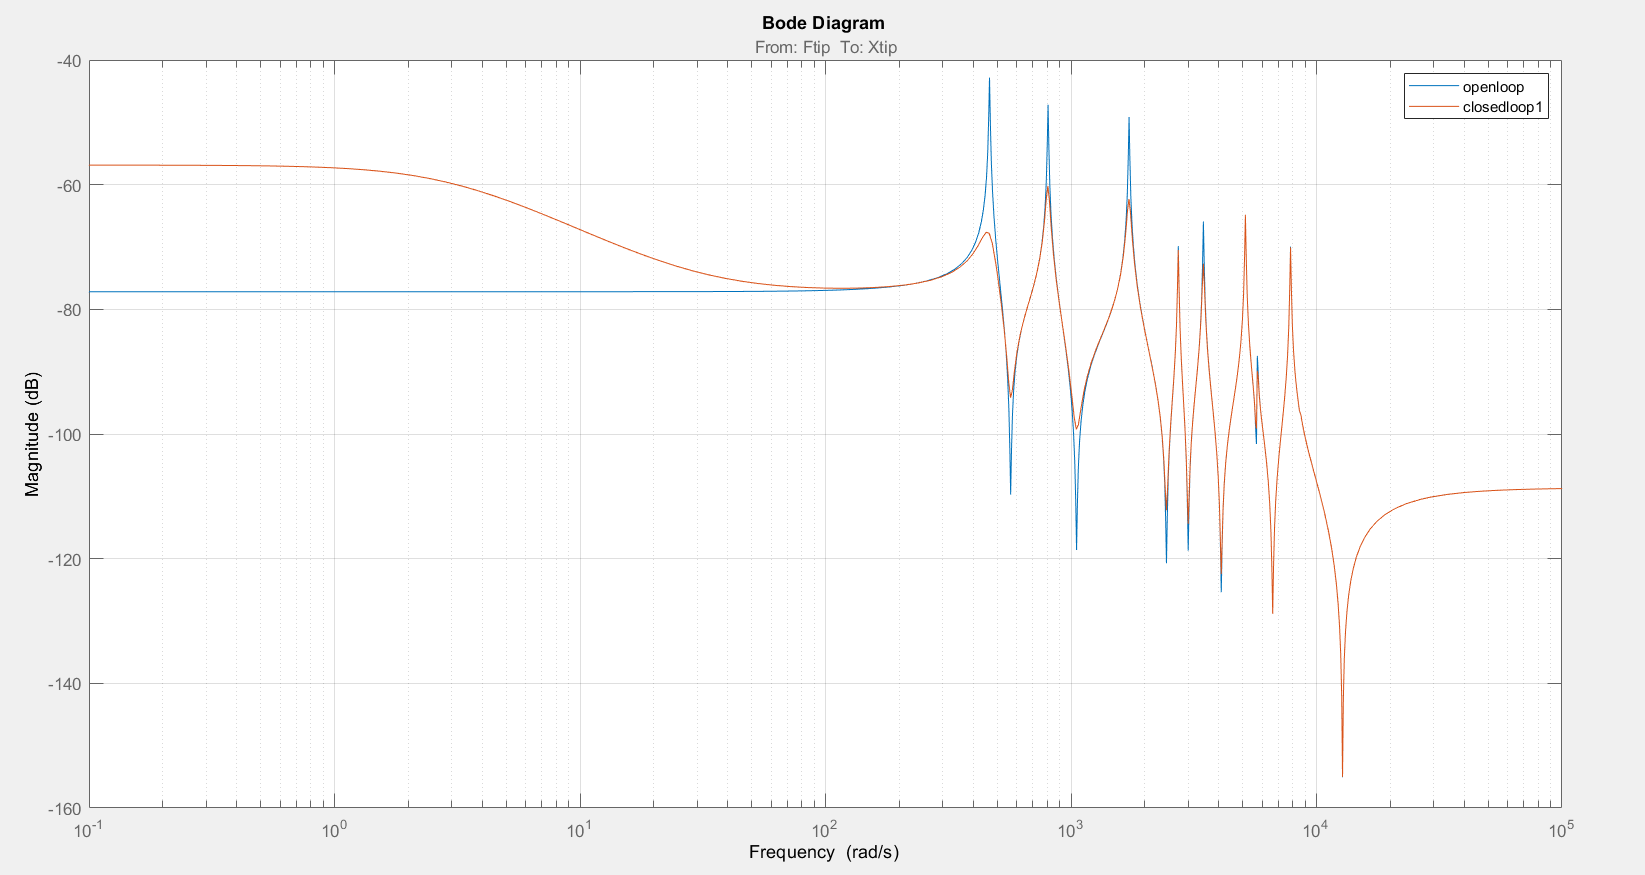 Bode Diagram
From: Ftip To: Xtip
openloop
closedloop1
Magnitude (dB)
-40
-60
-80
-100
-120
-140
-160
10^-1
10^0
10^1
10^2
10^3
10^4
10^5
Frequency (rad/s)